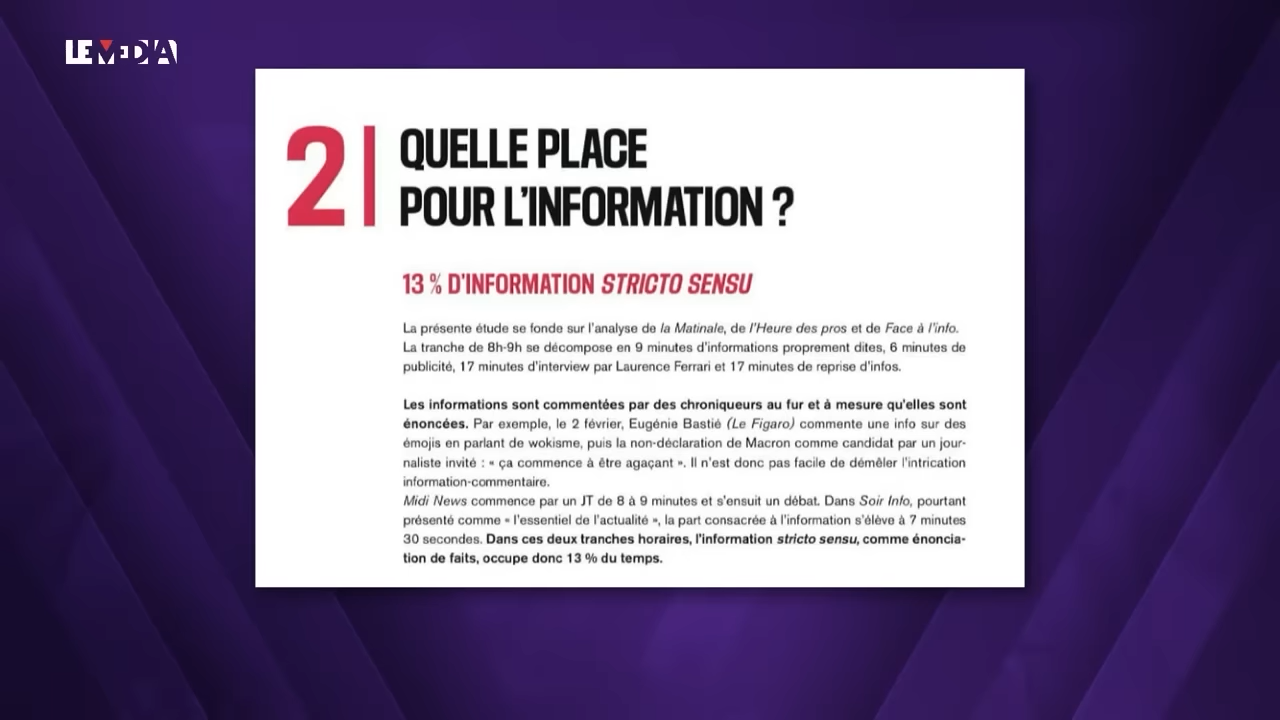 LEMEDIA
2
QUELLE PLACE
POUR L'INFORMATION ?
13 % D'INFORMATION STRICTO SENSU
La présente étude se fonde sur l'analyse de la Matinale, de l'Heure des pros et de Face à l'info.
La tranche de 8h-9h se décompose en 9 minutes d'informations proprement dites, 6 minutes de
publicité, 17 minutes d'interview par Laurence Ferrari et 17 minutes de reprise d'infos.
Les informations sont commentées par des chroniqueurs au fur et à mesure qu'elles sont
énoncées. Par exemple, le 2 février, Eugénie Bastié (Le Figaro) commente une info sur des
émojis en parlant de wokisme, puis la non-déclaration de Macron comme candidat par un jour-
naliste invité : « ça commence à être agaçant ». Il n'est donc pas facile de démêler l'intrication
information-commentaire.
Midi News commence par un JT de 8 à 9 minutes et s'ensuit un débat. Dans Soir Info, pourtant
présenté comme « l'essentiel de l'actualité », la part consacrée à l'information s'élève à 7 minutes
30 secondes. Dans ces deux tranches horaires, l'information stricto sensu, comme énoncia-
tion de faits, occupe donc 13 % du temps.